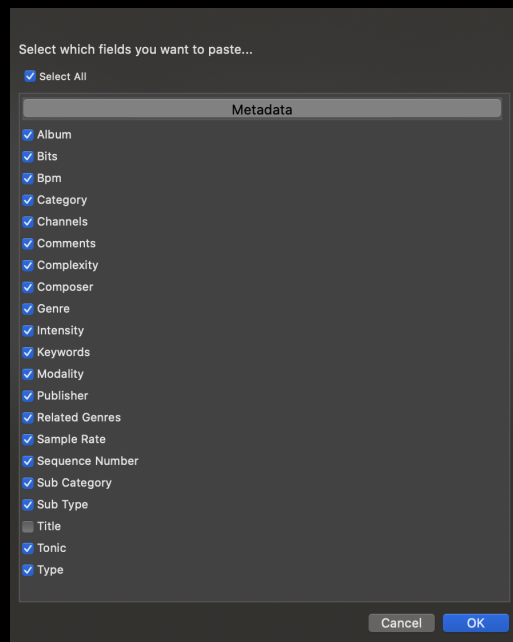 Select which fields you want to paste...
Select All
Metadata
Album
Bits
Bpm
Category
Channels
Comments
Complexity
Composer
Genre
Intensity
Keywords
Modality
Publisher
Related Genres
Sample Rate
Sequence Number
Sub Category
Sub Type
Title
Tonic
Type
Cancel OK